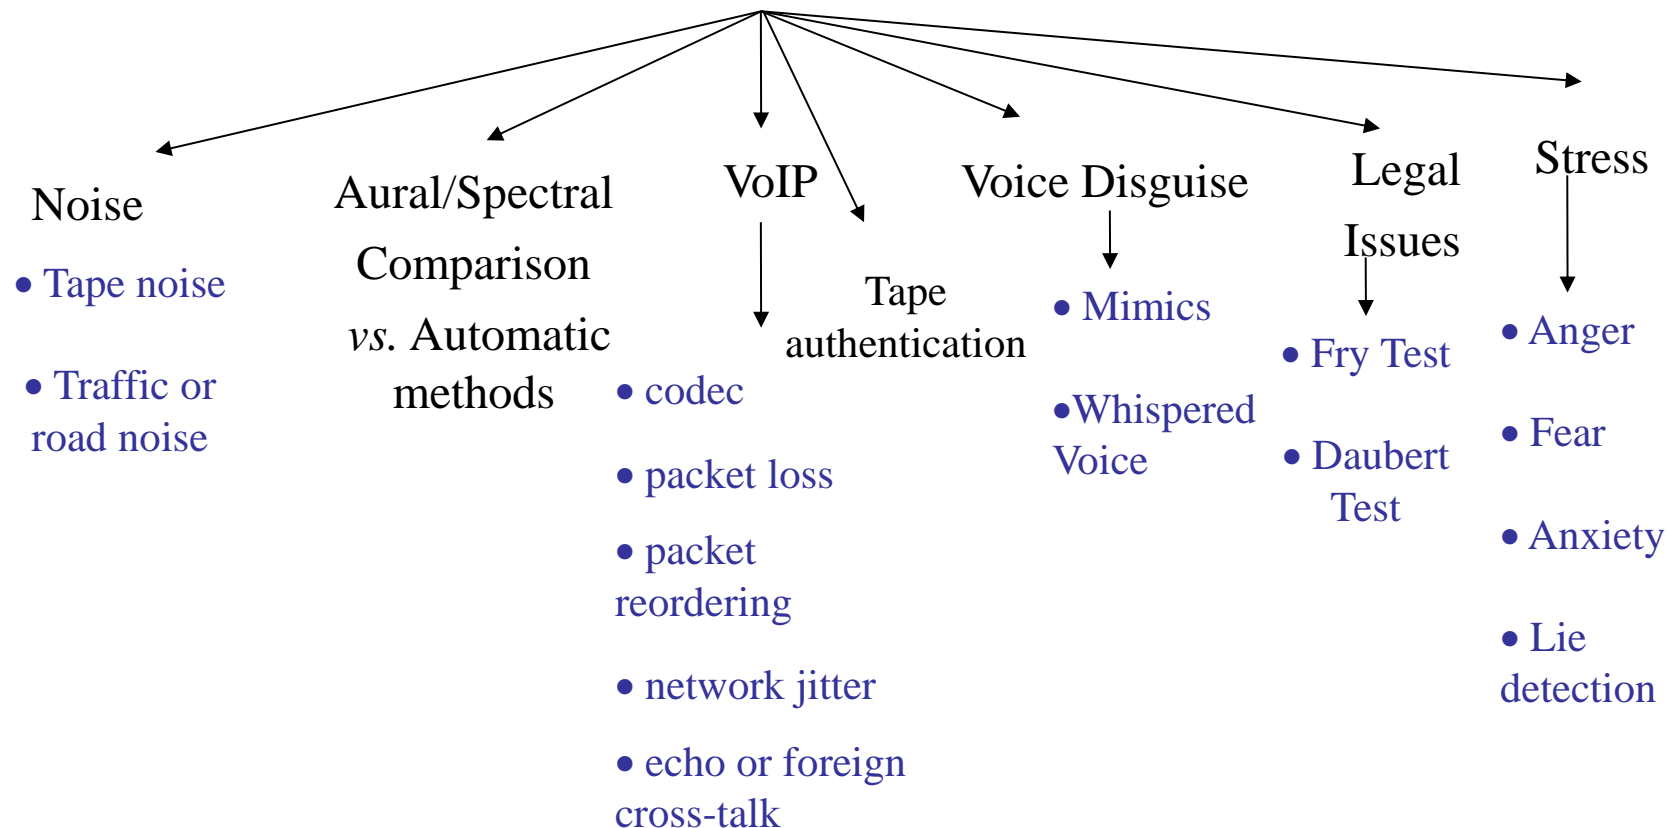 Noise
• Tape noise
• Traffic or
road noise
Aural/Spectral
Comparison
vs. Automatic
methods
VoIP
• codec
• packet loss
• packet
reordering
• network jitter
• echo or foreign
cross-talk
Tape
authentication
Voice Disguise
• Mimics
•Whispered
Voice
Legal
Issues
• Fry Test
• Daubert
Test
Stress
• Anger
• Fear
• Anxiety
• Lie
detection